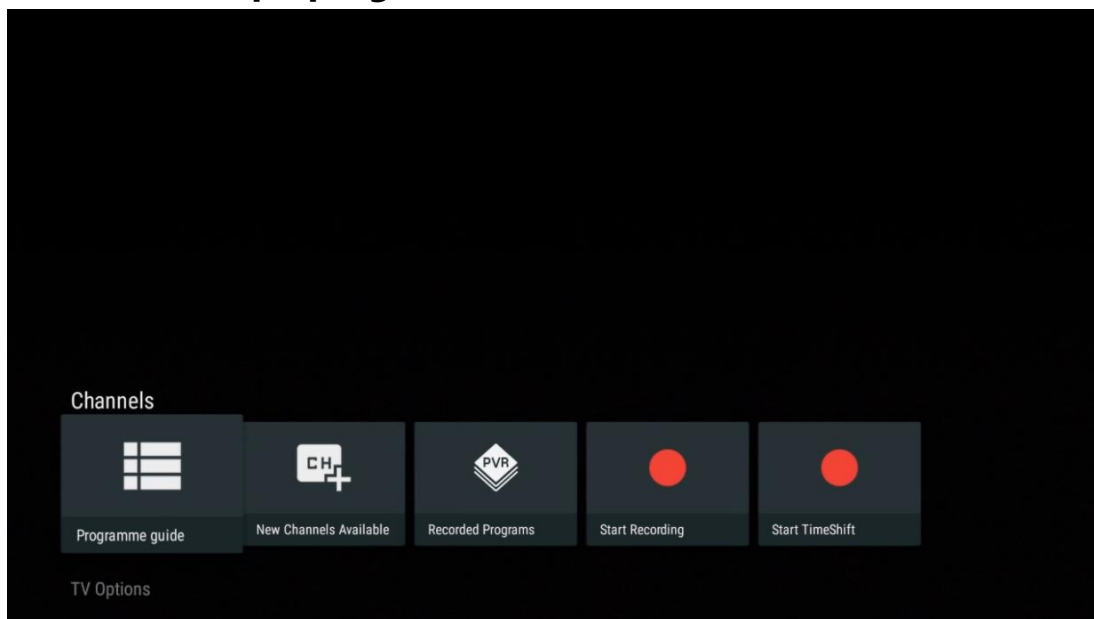 Channels
CH
PVR
Programme guide
New Channels Available
Recorded Programs
Start Recording
Start TimeShift
TV Options